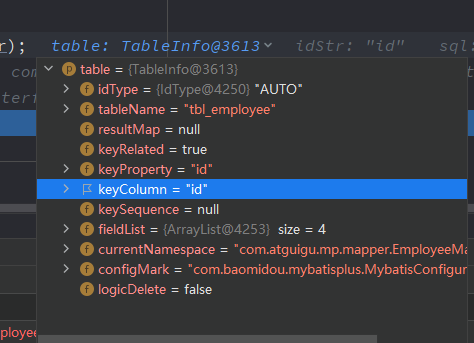 r); table: TableInfo@3613 idStr: "id" sql:
table = {TableInfo@3613}
com
idType = {IdType@4250} "AUTO"
terf
tableName = "tbl_employee"
resultMap = null
keyRelated = true
keyProperty = "id"
keyColumn = "id"
keySequence = null
fieldList = {ArrayList@4253} size = 4
currentNamespace = "com.atguigu.mp.mapper.EmployeeMa
configMark = "com.baomidou.mybatisplus.MybatisConfigur
logicDelete = false
ployee